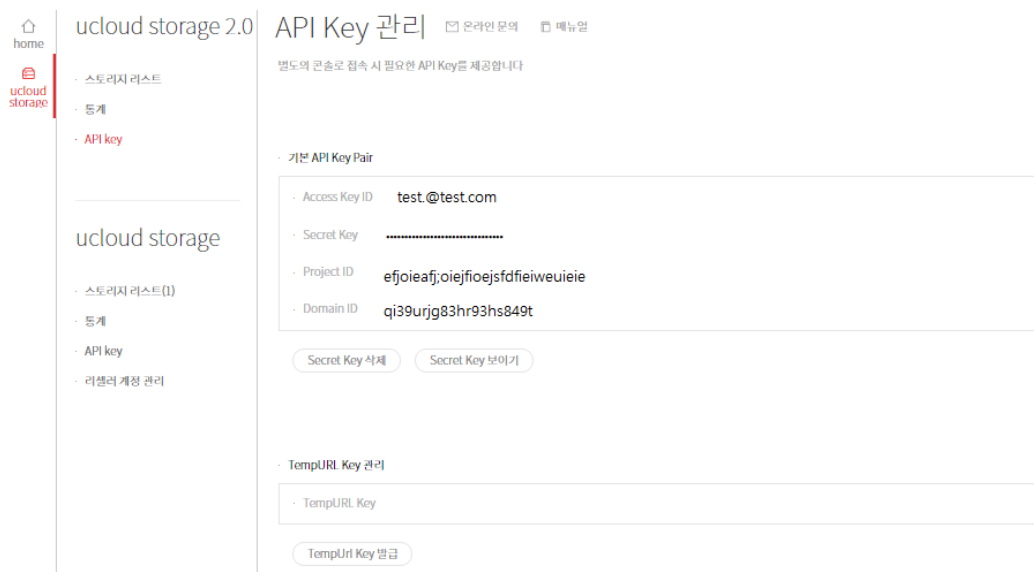 home
ucloud
storage
ucloud storage 2.0
· 스토리지 리스트
· 통계
· API key
ucloud storage
· 스토리지 리스트(1)
· 통계
· API key
· 리셀러 계정 관리
API Key 관리 온라인 문의 매뉴얼
별도의 콘솔로 접속 시 필요한 API Key를 제공합니다
· 기본 API Key Pair
· Access Key ID test.@test.com
· Secret Key ································
· Project ID efjoieafj;oiejfioejsfdfieiweuieie
· Domain ID qi39urjg83hr93hs849t
Secret Key 삭제 Secret Key 보이기
· TempURL Key 관리
· TempURL Key
TempUrl Key 발급